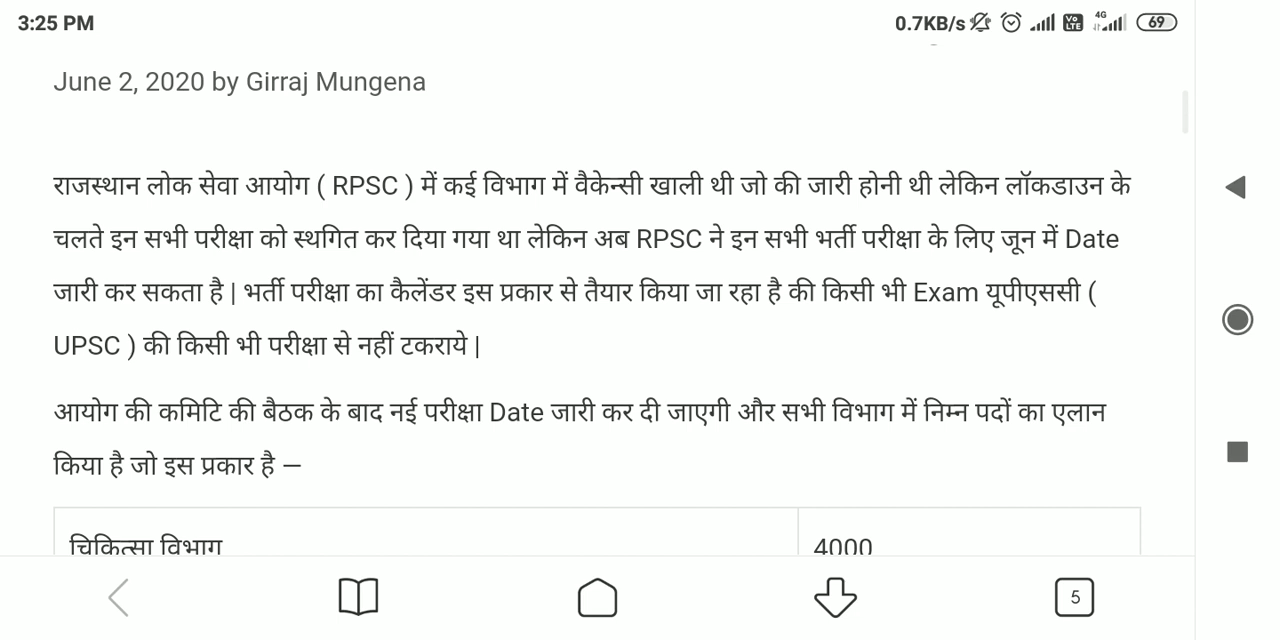 3:25 PM
0.7KB/s
Vo LTE
4G
69
June 2, 2020 by Girraj Mungena
राजस्थान लोक सेवा आयोग ( RPSC ) में कई विभाग में वैकेन्सी खाली थी जो की जारी होनी थी लेकिन लॉकडाउन के
चलते इन सभी परीक्षा को स्थगित कर दिया गया था लेकिन अब RPSC ने इन सभी भर्ती परीक्षा के लिए जून में Date
जारी कर सकता है | भर्ती परीक्षा का कैलेंडर इस प्रकार से तैयार किया जा रहा है की किसी भी Exam यूपीएससी (
UPSC ) की किसी भी परीक्षा से नहीं टकराये |
आयोग की कमिटि की बैठक के बाद नई परीक्षा Date जारी कर दी जाएगी और सभी विभाग में निम्न पदों का एलान
किया है जो इस प्रकार है —
चिकित्सा विभाग 4000
5